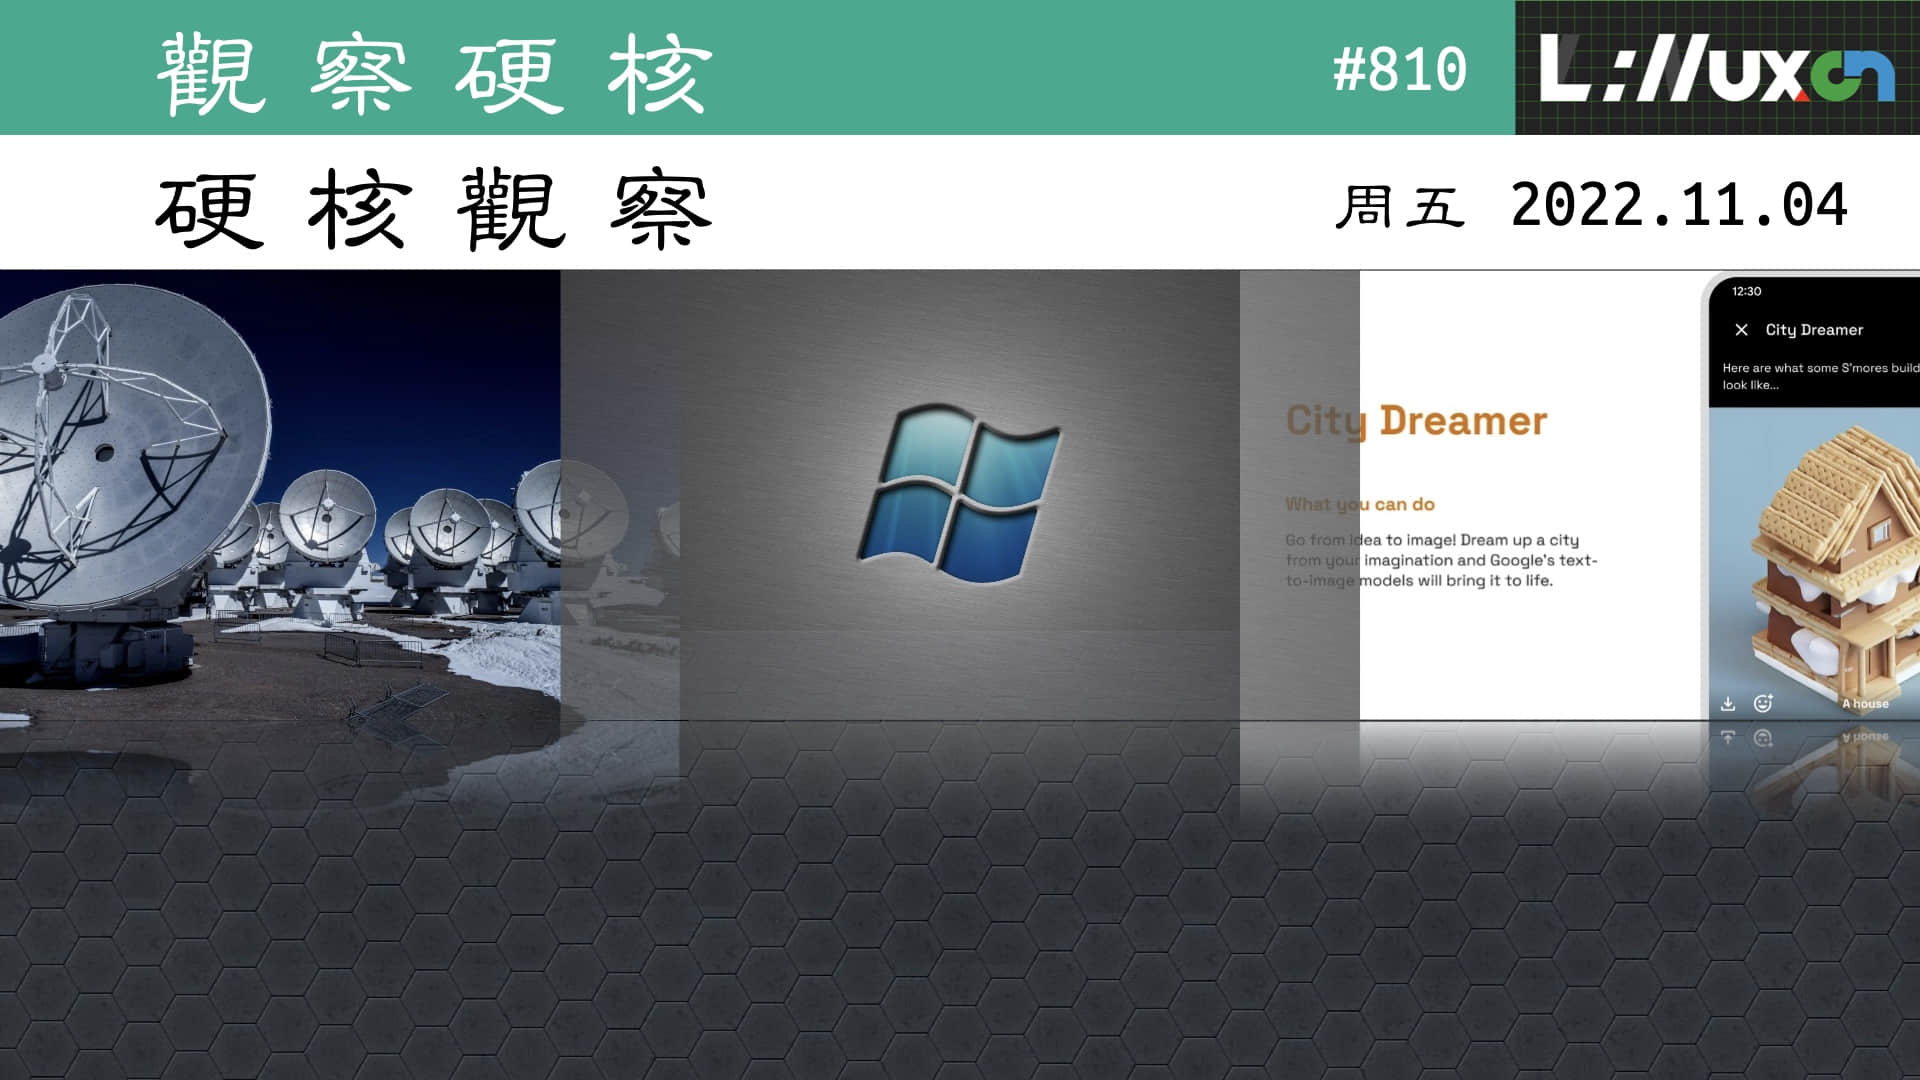 觀察硬核
#810
L://uxcn
硬核觀察
周五 2022.11.04
City Dreamer
What you can do
Go from idea to image! Dream up a city
from your imagination and Google's text-
to-image models will bring it to life.
12:30
City Dreamer
Here are what some S'mores build
look like...
A house